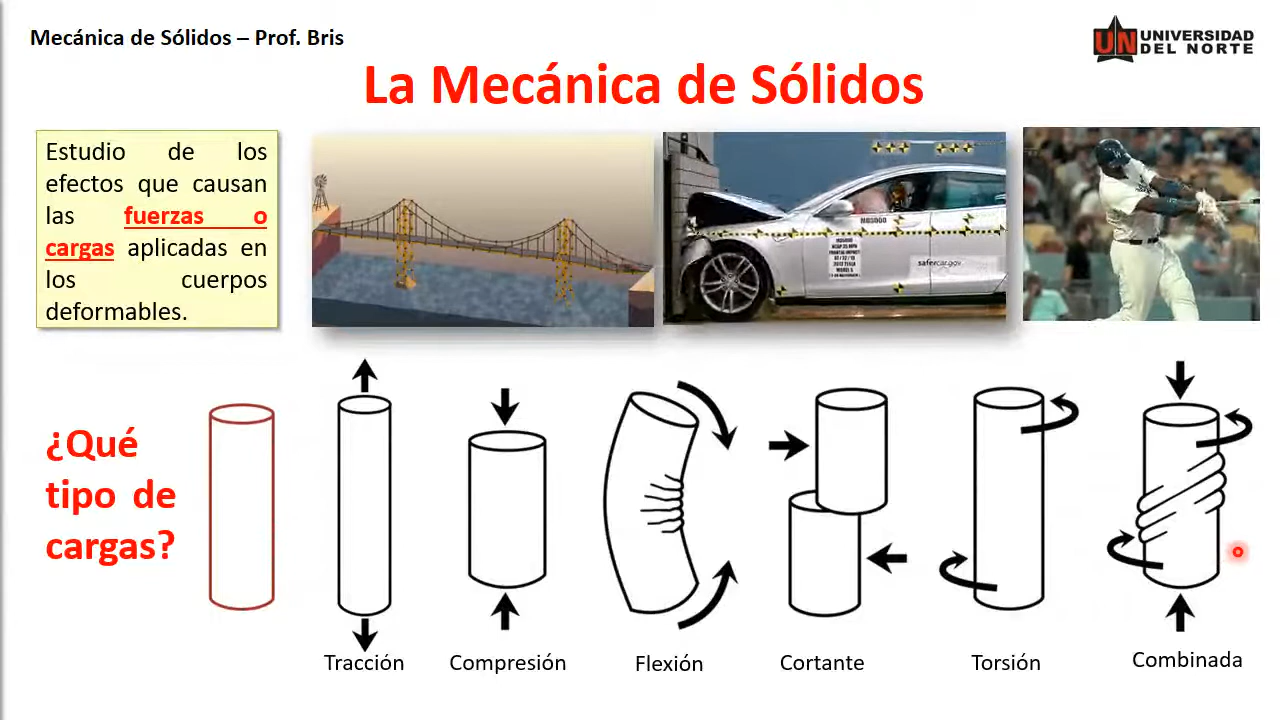 Mecánica de Sólidos – Prof. Bris
UNIVERSIDAD
UN DEL NORTE
La Mecánica de Sólidos
Estudio de los
efectos que causan
las fuerzas o
cargas aplicadas en
los cuerpos
deformables.
safercar.gov
¿Qué
tipo de
cargas?
Tracción
Compresión
Flexión
Cortante
Torsión
Combinada